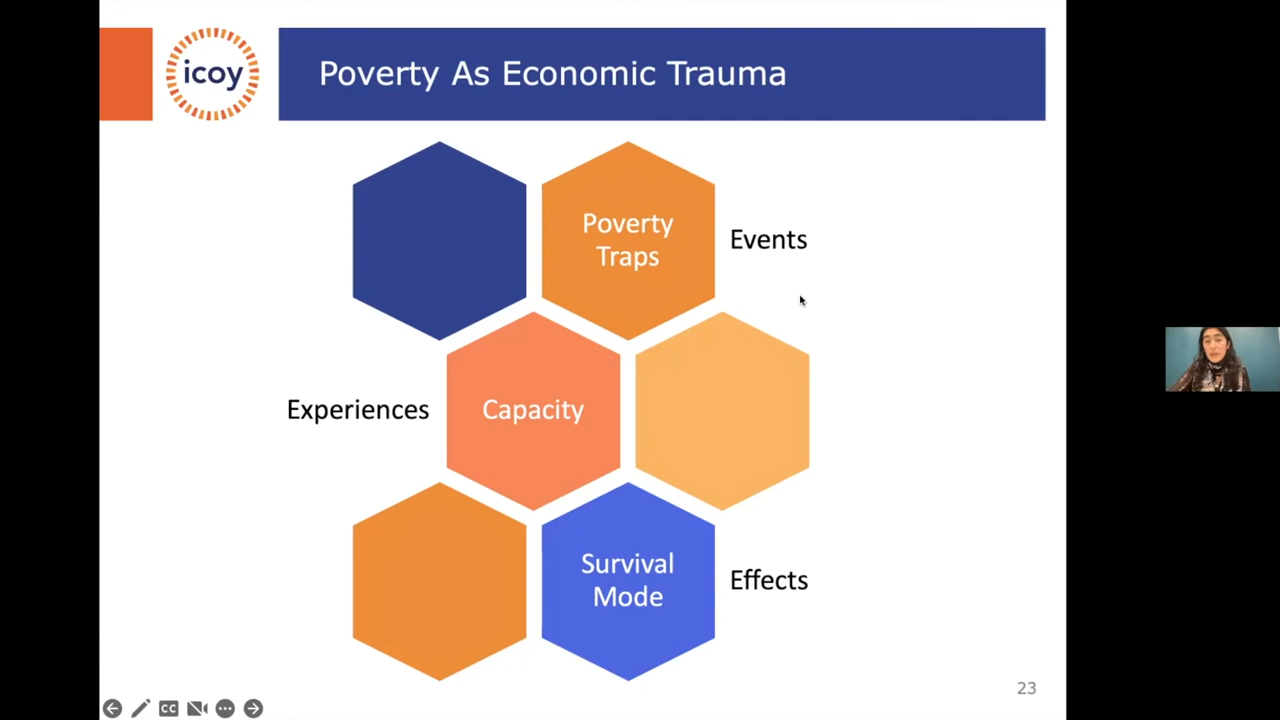 icoy
Poverty As Economic Trauma
Poverty
Traps
Events
Experiences
Capacity
Survival
Mode
Effects
23
CC